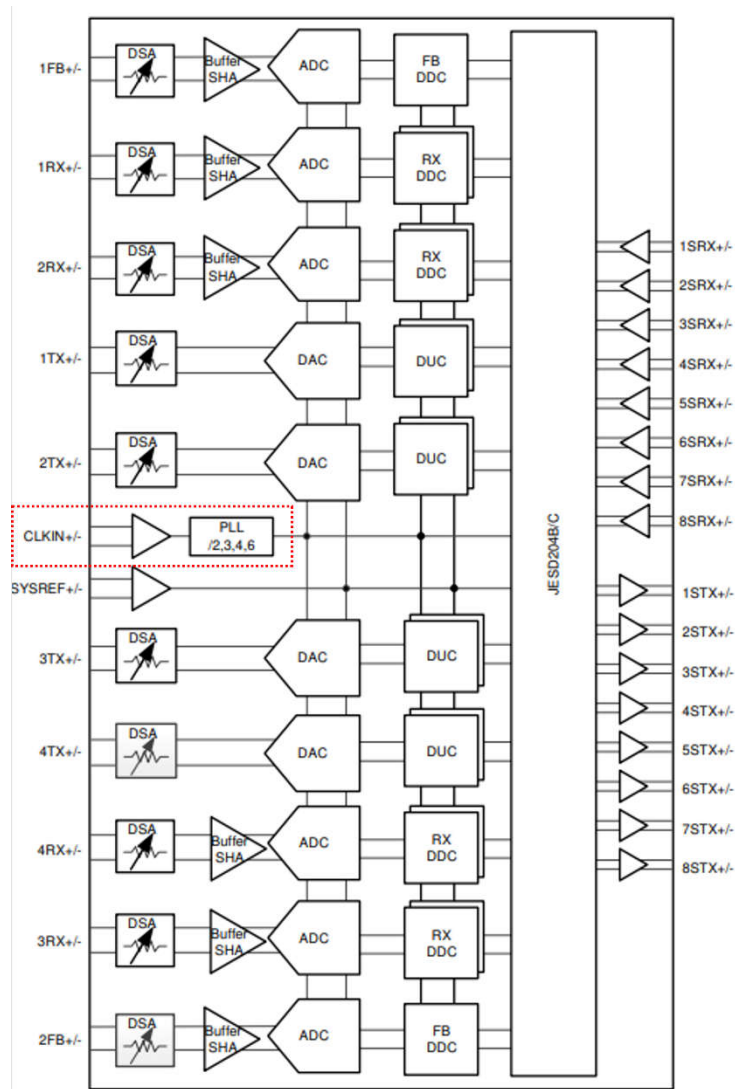 1FB+/-
DSA
Buffer
SHA
ADC
FB
DDC
1RX+/-
DSA
Buffer
SHA
ADC
RX
DDC
2RX+/-
DSA
Buffer
SHA
ADC
RX
DDC
1TX+/-
DSA
DAC
DUC
2TX+/-
DSA
DAC
DUC
CLKIN+/-
PLL
/2,3,4,6
SYSREF+/-
3TX+/-
DSA
DAC
DUC
4TX+/-
DSA
DAC
DUC
4RX+/-
DSA
Buffer
SHA
ADC
RX
DDC
3RX+/-
DSA
Buffer
SHA
ADC
RX
DDC
2FB+/-
DSA
Buffer
SHA
ADC
FB
DDC
JESD204B/C
1SRX+/-
2SRX+/-
3SRX+/-
4SRX+/-
5SRX+/-
6SRX+/-
7SRX+/-
8SRX+/-
1STX+/-
2STX+/-
3STX+/-
4STX+/-
5STX+/-
6STX+/-
7STX+/-
8STX+/-